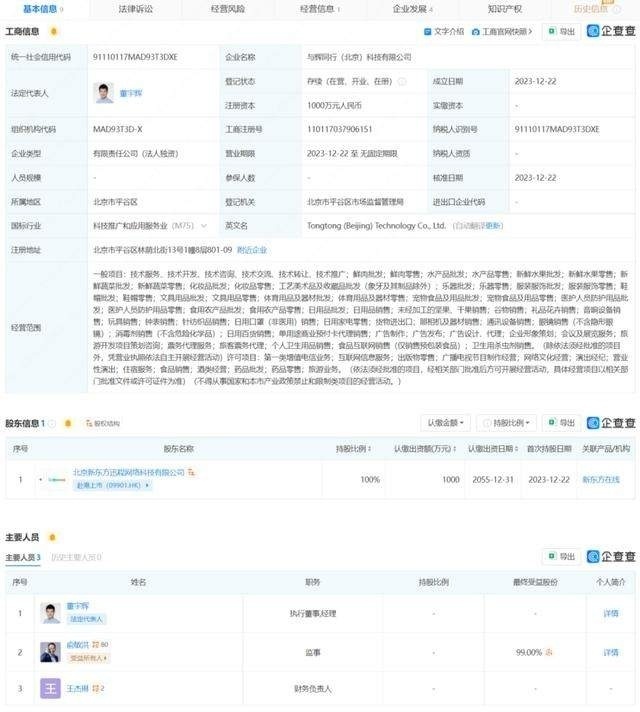 基本信息 6 法律诉讼 经营风险 经营信息 1 企业发展 4 知识产权 历史信息
工商信息 文字介绍 工商官网快照 导出 企查查
统一社会信用代码 91110117MAD93T3DXE 企业名称 与辉同行（北京）科技有限公司
法定代表人 董宇辉 登记状态 存续（在营、开业、在册） 成立日期 2023-12-22
注册资本 1000万元人民币 实缴资本 -
组织机构代码 MAD93T3D-X 工商注册号 110117037906151 纳税人识别号 91110117MAD93T3DXE
企业类型 有限责任公司（法人独资） 营业期限 2023-12-22 至 无固定期限 纳税人资质 -
人员规模 - 参保人数 - 核准日期 2023-12-22
所属地区 北京市平谷区 登记机关 北京市平谷区市场监督管理局 进出口企业代码 -
国标行业 科技推广和应用服务业（M75） 英文名 Tongtong (Beijing) Technology Co., Ltd.（自动翻译更新）
注册地址 北京市平谷区林荫北街13号1幢8层801-09 附近企业
经营范围
一般项目：技术服务、技术开发、技术咨询、技术交流、技术转让、技术推广；鲜肉批发；鲜肉零售；水产品批发；水产品零售；新鲜水果批发；新鲜水果零售；新
鲜蔬菜批发；新鲜蔬菜零售；化妆品批发；化妆品零售；工艺美术品及收藏品批发（象牙及其制品除外）；乐器批发；乐器零售；服装服饰批发；服装服饰零售；鞋
帽批发；鞋帽零售；文具用品批发；文具用品零售；体育用品及器材批发；体育用品及器材零售；宠物食品及用品批发；宠物食品及用品零售；医护人员防护用品批
发；医护人员防护用品零售；食用农产品批发；食用农产品零售；日用品批发；日用品销售；未经加工的坚果、干果销售；谷物销售；礼品花卉销售；音响设备销
售；玩具销售；钟表销售；针纺织品销售；日用口罩（非医用）销售；日用家电零售；货物进出口；照相机及器材销售；通讯设备销售；眼镜销售（不含隐形眼
镜）；消毒剂销售（不含危险化学品）；日用百货销售；单用途商业预付卡代理销售；广告制作；广告发布；广告设计、代理；企业形象策划；会议及展览服务；旅
游开发项目策划咨询；票务代理服务；旅客票务代理；个人卫生用品销售；食品互联网销售（仅销售预包装食品）；卫生用杀虫剂销售。（除依法须经批准的项目
外，凭营业执照依法自主开展经营活动）许可项目：第一类增值电信业务；互联网信息服务；出版物零售；广播电视节目制作经营；网络文化经营；演出经纪；营业
性演出；住宿服务；食品销售；酒类经营；药品批发；药品零售；旅游业务。（依法须经批准的项目，经相关部门批准后方可开展经营活动，具体经营项目以相关部
门批准文件或许可证件为准）（不得从事国家和本市产业政策禁止和限制类项目的经营活动。）
股东信息 1 股权结构 认缴金额 持股比例 导出 企查查
序号 股东名称 持股比例 认缴出资额(万元) 认缴出资日期 首次持股日期 关联产品/机构
1 北京新东方迅程网络科技有限公司 100% 1000 2055-12-31 2023-12-22 新东方在线
赴港上市（09901.HK）
主要人员
主要人员 3 历史主要人员 0 导出 企查查
序号 姓名 职务 持股比例 最终受益股份 个人简介
1 董宇辉 执行董事,经理 - - 详情
法定代表人
2 俞敏洪 80 监事 - 99.00% 详情
受益所有人
3 王 王杰琳 2 财务负责人 - - -